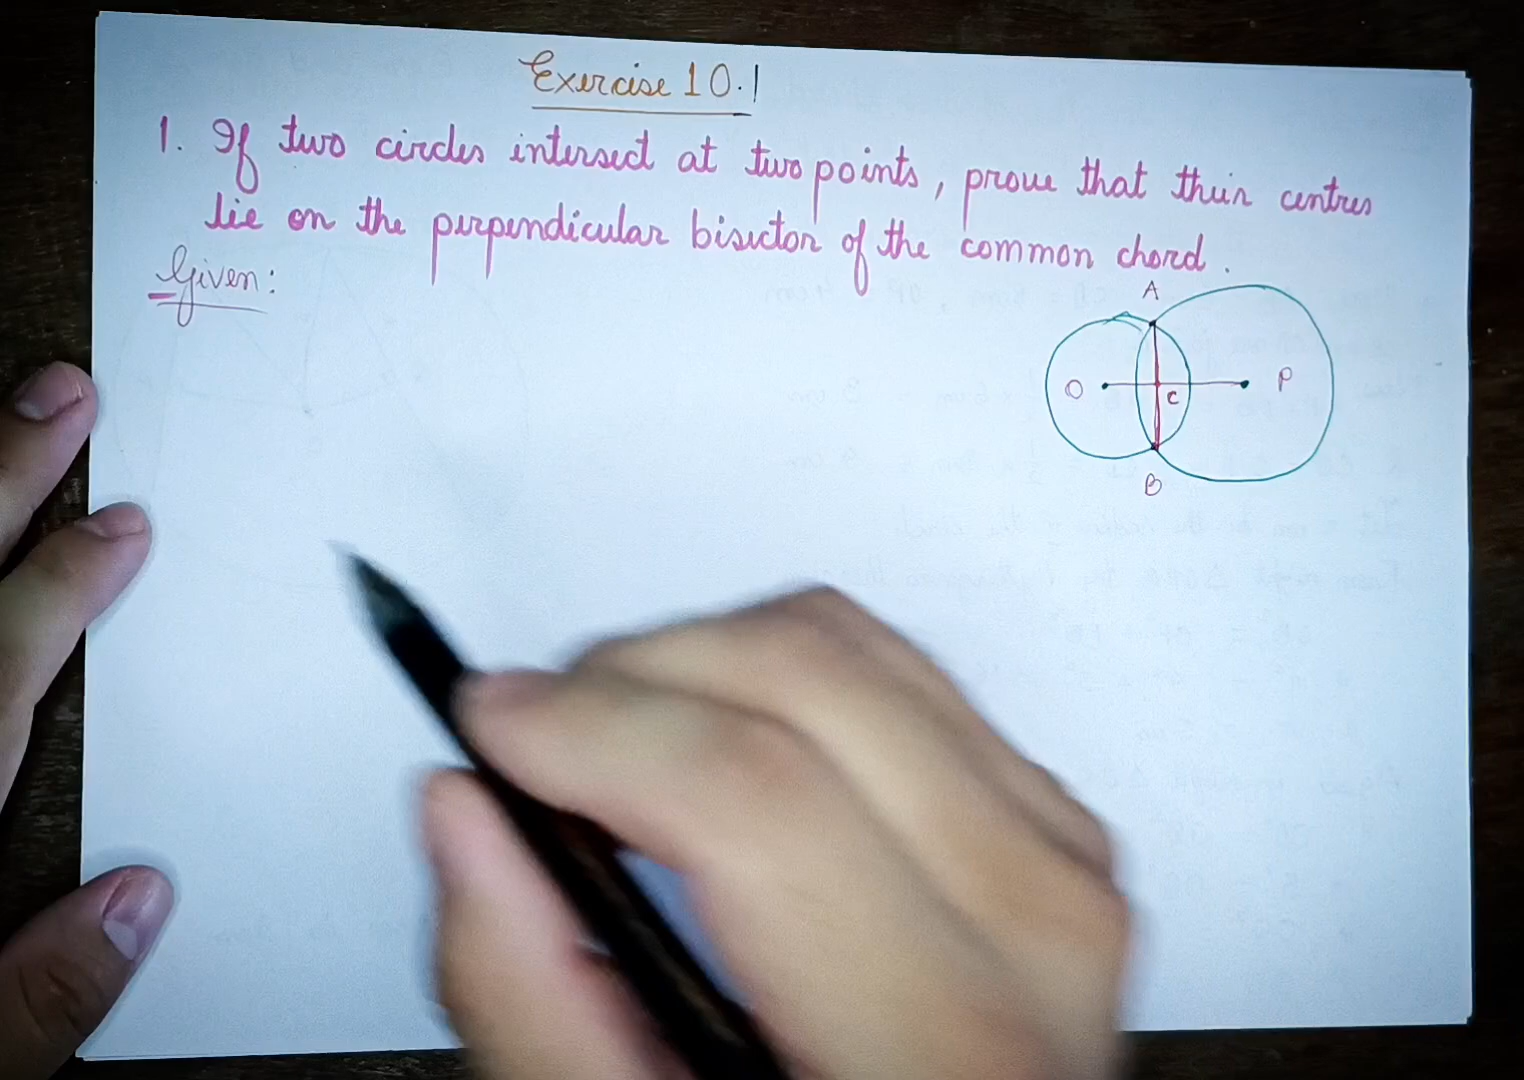 Exercise 10.1
1. If two circles intersect at two points, prove that their centres
lie on the perpendicular bisector of the common chord.
Given:
A
O
C
P
B